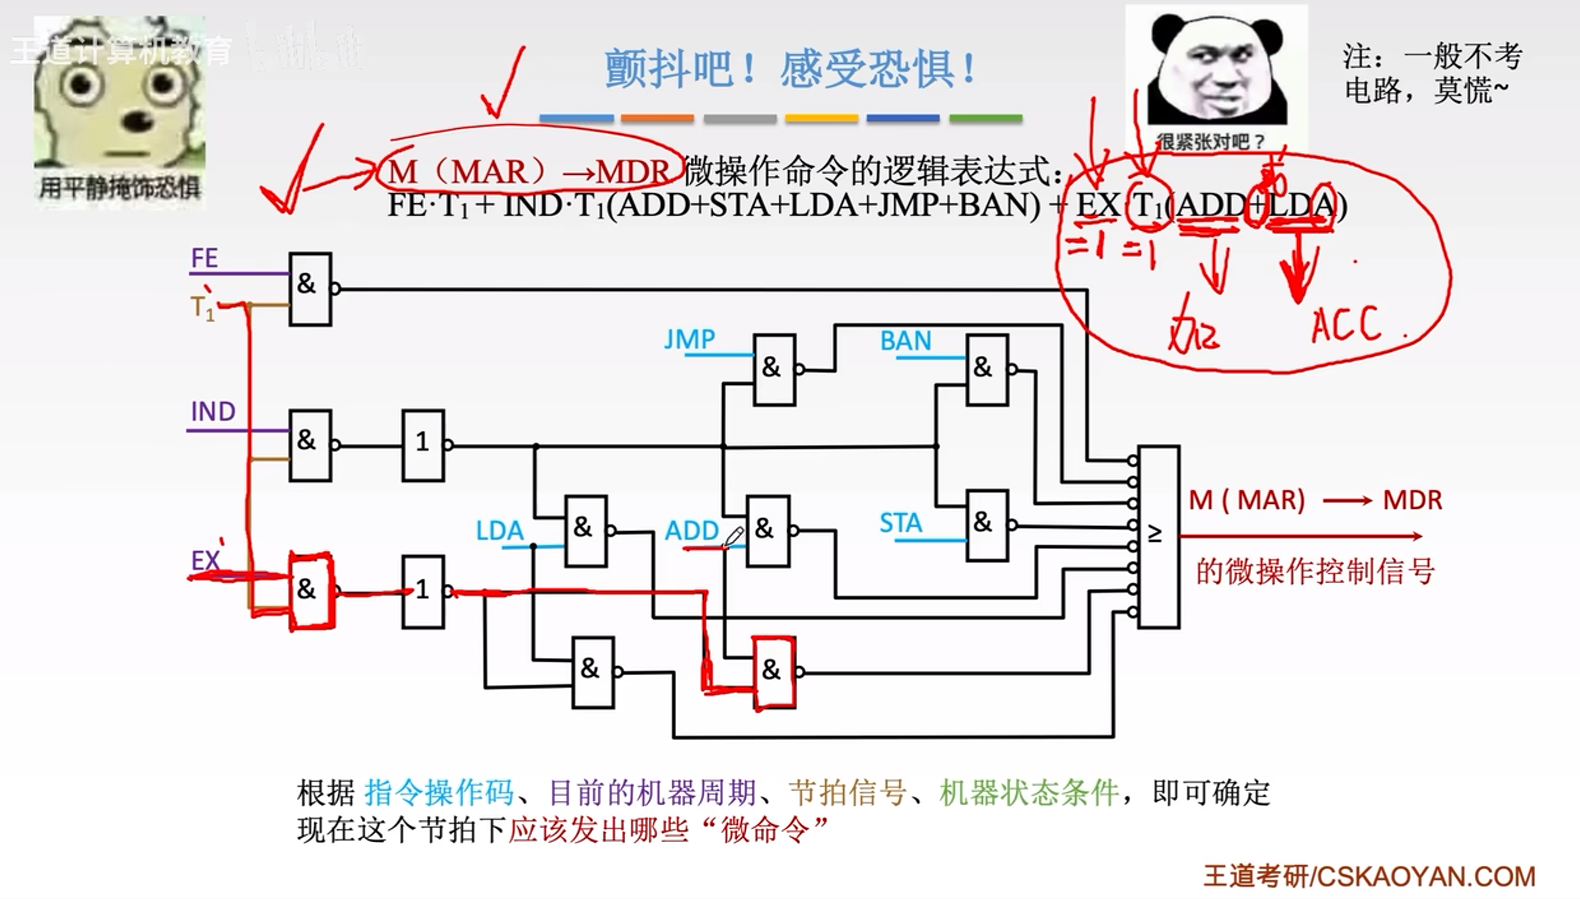 王道计算机教育
颤抖吧！感受恐惧！
注：一般不考
电路，莫慌~
用平静掩饰恐惧
很紧张对吧？
M（MAR）→MDR 微操作命令的逻辑表达式：
FE·T₁ + IND·T₁(ADD+STA+LDA+JMP+BAN) + EX T₁(ADD+LDA)
=1 =1
ACC
FE
&
T₁
JMP
&
BAN
&
IND
&
1
LDA
&
ADD
&
STA
&
≥
M ( MAR) → MDR
的微操作控制信号
EX
&
1
&
&
根据 指令操作码、目前的机器周期、节拍信号、机器状态条件，即可确定
现在这个节拍下应该发出哪些“微命令”
王道考研/CSKAOYAN.COM